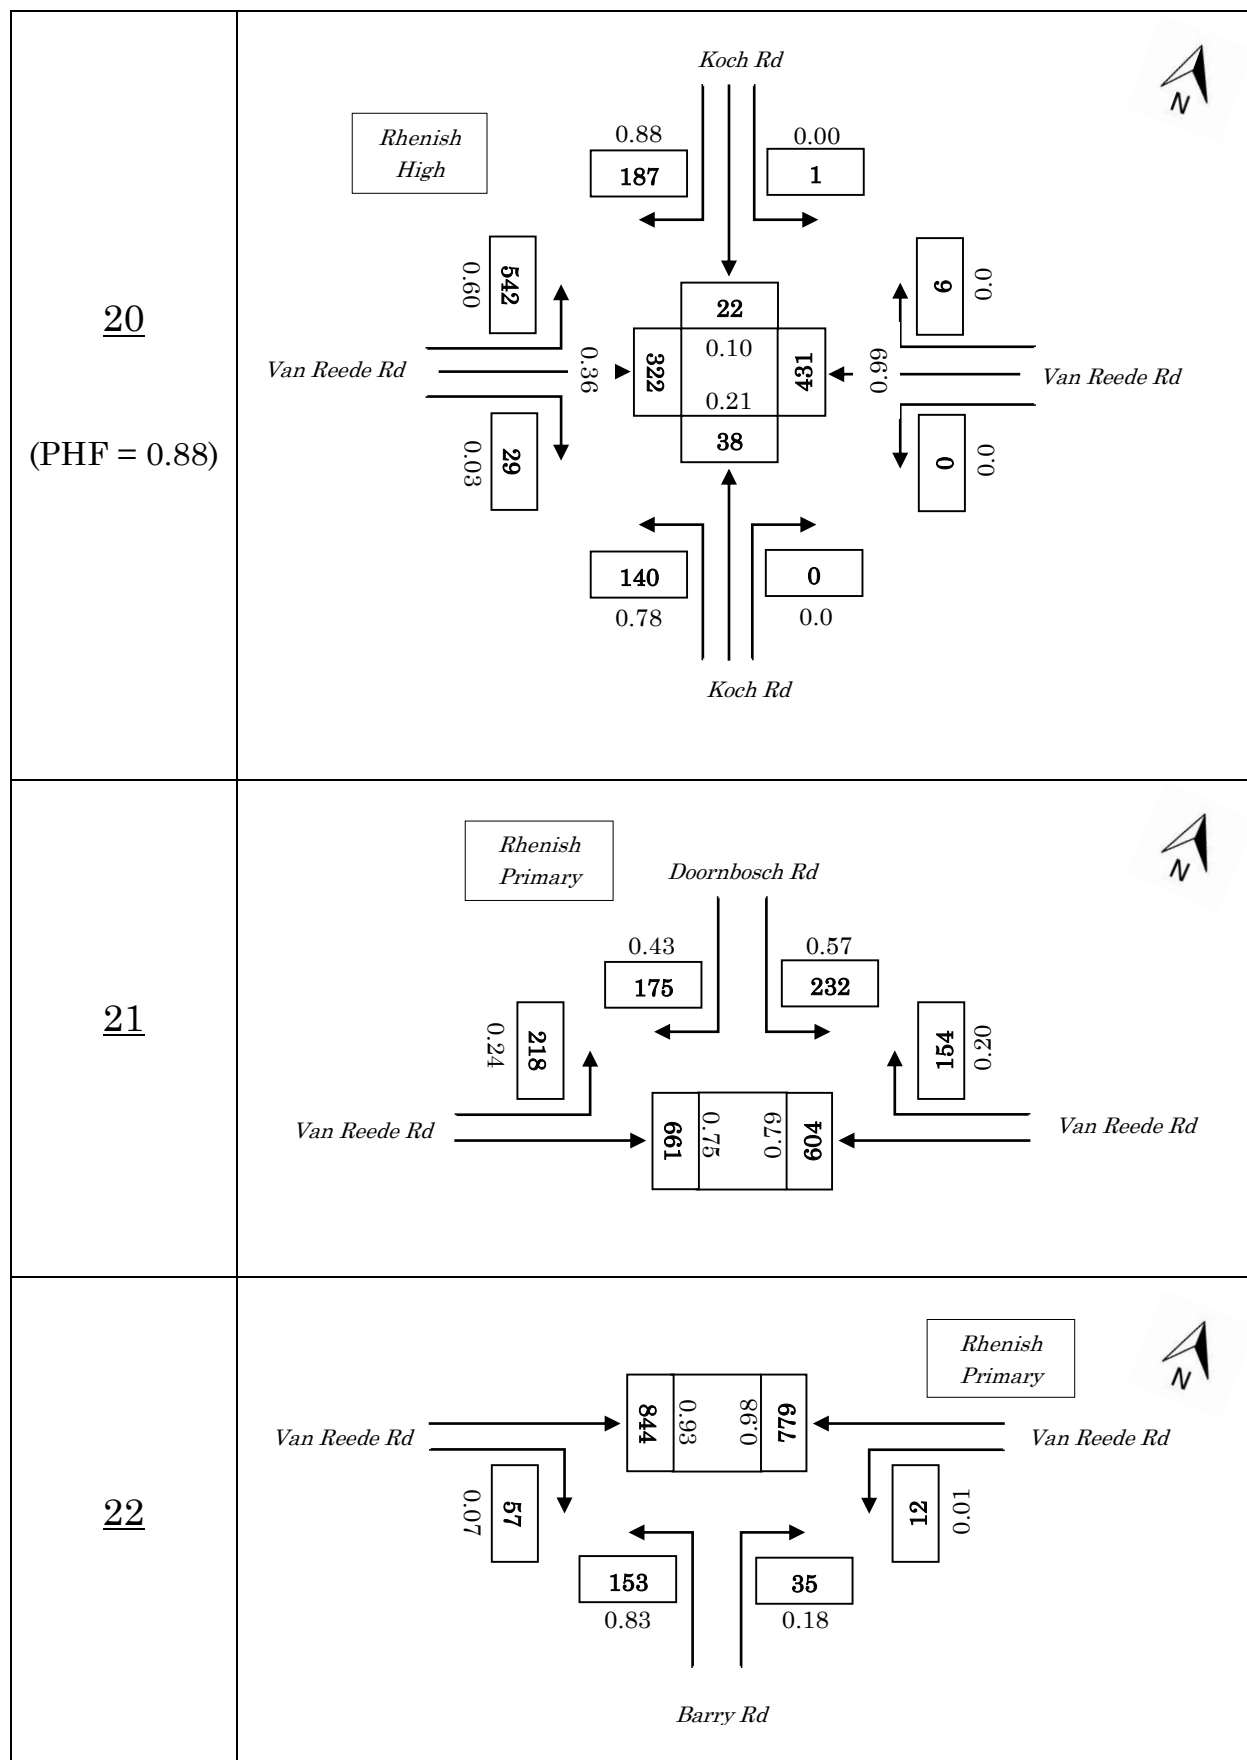 20
(PHF = 0.88)
Koch Rd
N
Rhenish
High
0.88
187
0.00
1
542
0.60
6
0.0
22
0.10
Van Reede Rd
0.36
322
431
0.99
Van Reede Rd
0.21
38
29
0.03
0
0.0
140
0.78
0
0.0
Koch Rd
21
Rhenish
Primary
Doornbosch Rd
N
0.43
175
0.57
232
218
0.24
154
0.20
Van Reede Rd
661
0.75
0.79
604
Van Reede Rd
22
Rhenish
Primary
N
Van Reede Rd
844
0.93
0.98
779
Van Reede Rd
57
0.07
12
0.01
153
0.83
35
0.18
Barry Rd